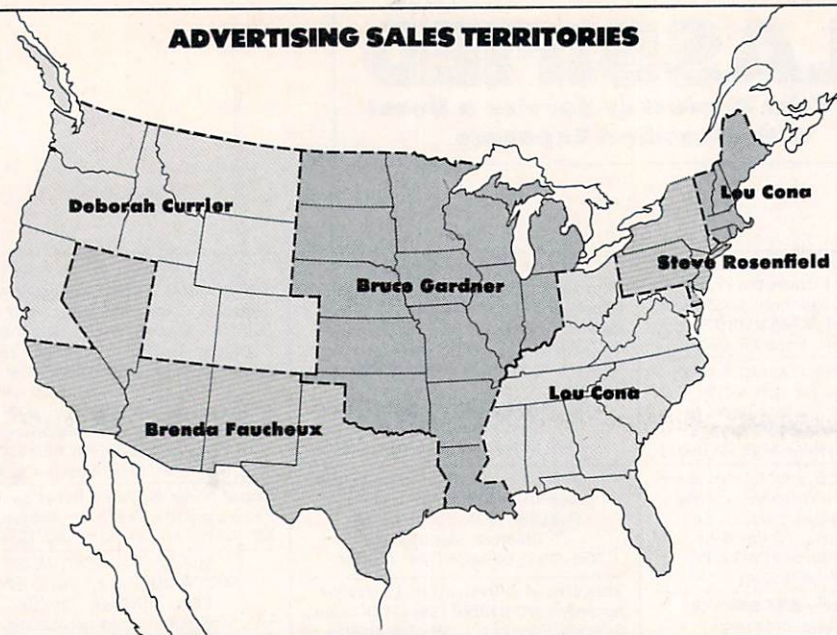 ADVERTISING SALES TERRITORIES
Deborah Currier
Lou Cona
Steve Rosenfield
Bruce Gardner
Lou Cona
Brenda Faucheux